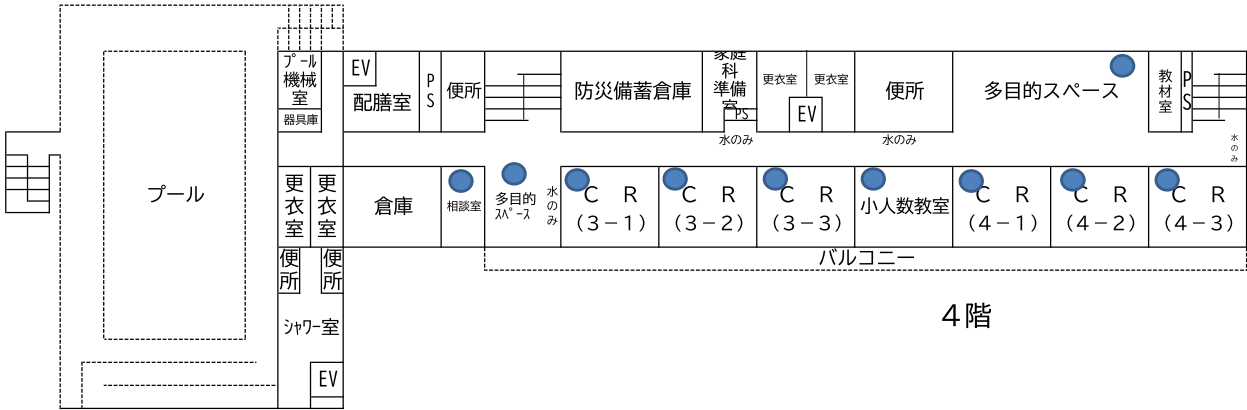 ﾌﾟｰﾙ
機械
室
器具庫
EV
配膳室
PS
便所
防災備蓄倉庫
家庭
科
準備
室
PS
更衣室
更衣室
EV
便所
多目的スペース
教材室
PS
水のみ
水のみ
水のみ
プール
更衣室
更衣室
倉庫
相談室
多目的
ｽﾍﾟｰｽ
水のみ
Ｃ　Ｒ
（３－１）
Ｃ　Ｒ
（３－２）
Ｃ　Ｒ
（３－３）
小人数教室
Ｃ　Ｒ
（４－１）
Ｃ　Ｒ
（４－２）
Ｃ　Ｒ
（４－３）
便所
便所
バルコニー
ｼｬﾜｰ室
EV
４階